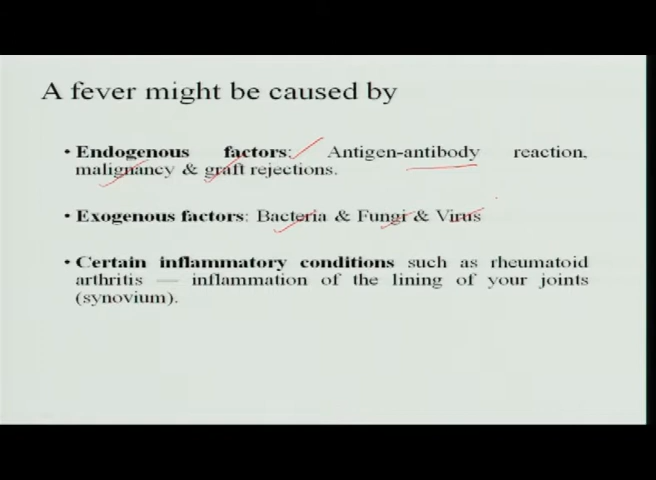 A fever might be caused by
• Endogenous factors: Antigen-antibody reaction,
malignancy & graft rejections.
• Exogenous factors: Bacteria & Fungi & Virus
• Certain inflammatory conditions such as rheumatoid
arthritis — inflammation of the lining of your joints
(synovium).